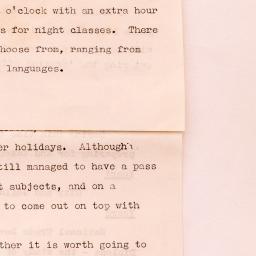 o'clock with an extra hour
s for night classes. There
hoose from, ranging from
languages.
er holidays. Although
till managed to have a pass
t subjects, and on a
to come out on top with
ther it is worth going to